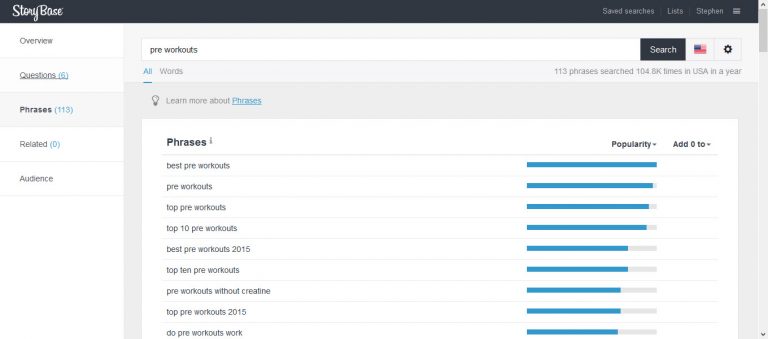 StoryBase
Saved searches Lists Stephen
Overview
Questions (6)
Phrases (113)
Related (0)
Audience
pre workouts Search
All Words 113 phrases searched 104.8K times in USA in a year
Learn more about Phrases
Phrases i Popularity Add 0 to
best pre workouts
pre workouts
top pre workouts
top 10 pre workouts
best pre workouts 2015
top ten pre workouts
pre workouts without creatine
top pre workouts 2015
do pre workouts work